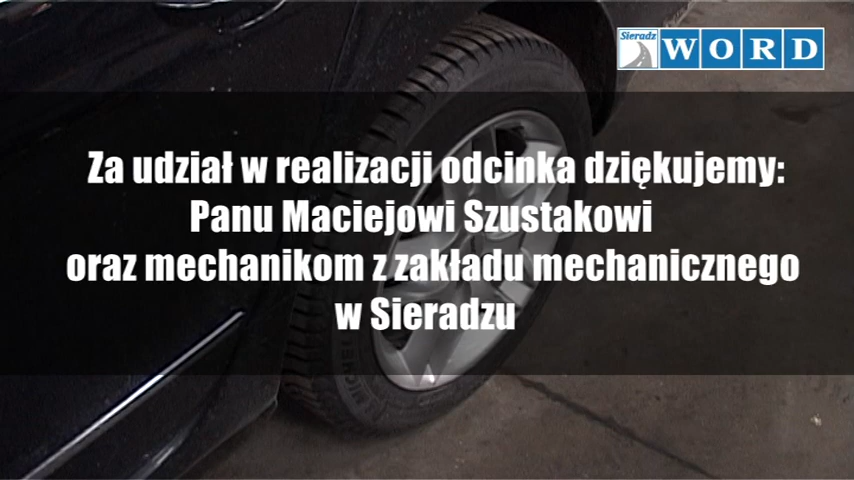 Sieradz
WORD
Za udział w realizacji odcinka dziękujemy:
Panu Maciejowi Szustakowi
oraz mechanikom z zakładu mechanicznego
w Sieradzu